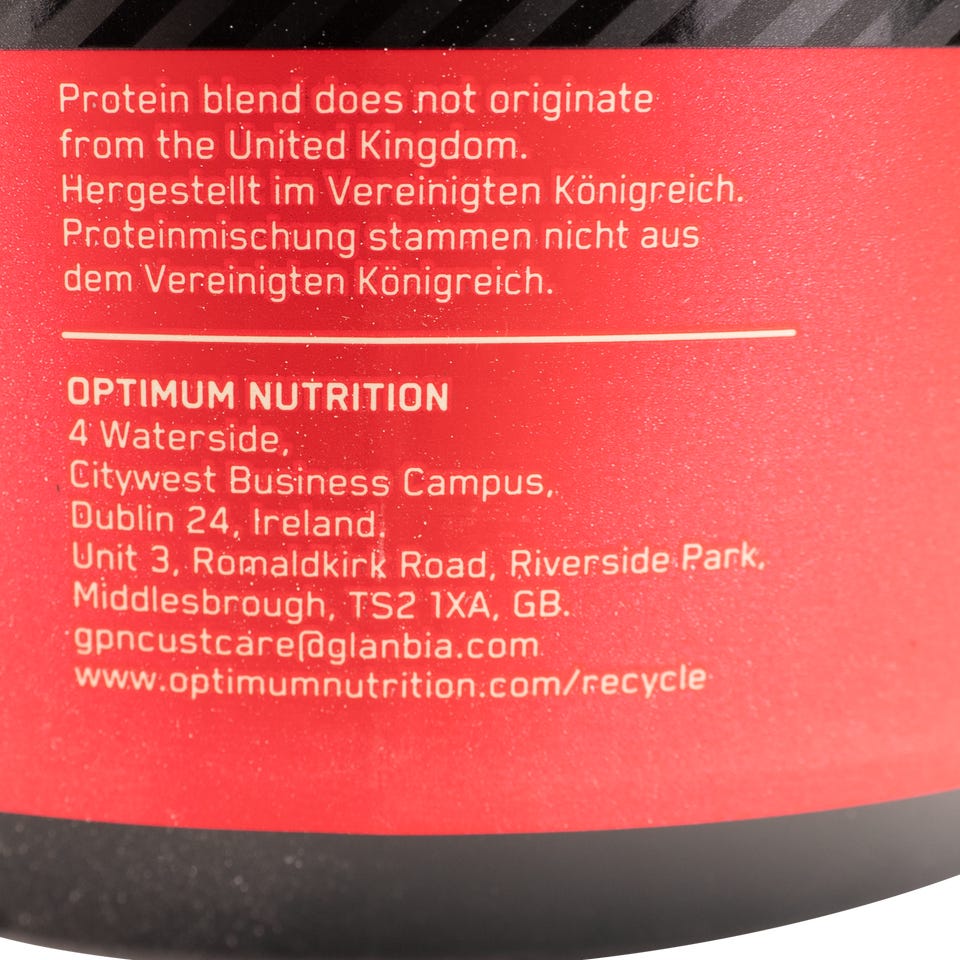 Protein blend does not originate
from the United Kingdom.
Hergestellt im Vereinigten Königreich.
Proteinmischung stammen nicht aus
dem Vereinigten Königreich.
OPTIMUM NUTRITION
4 Waterside,
Citywest Business Campus,
Dublin 24, Ireland.
Unit 3, Romaldkirk Road, Riverside Park,
Middlesbrough, TS2 1XA, GB.
gpncustcare@glanbia.com
www.optimumnutrition.com/recycle